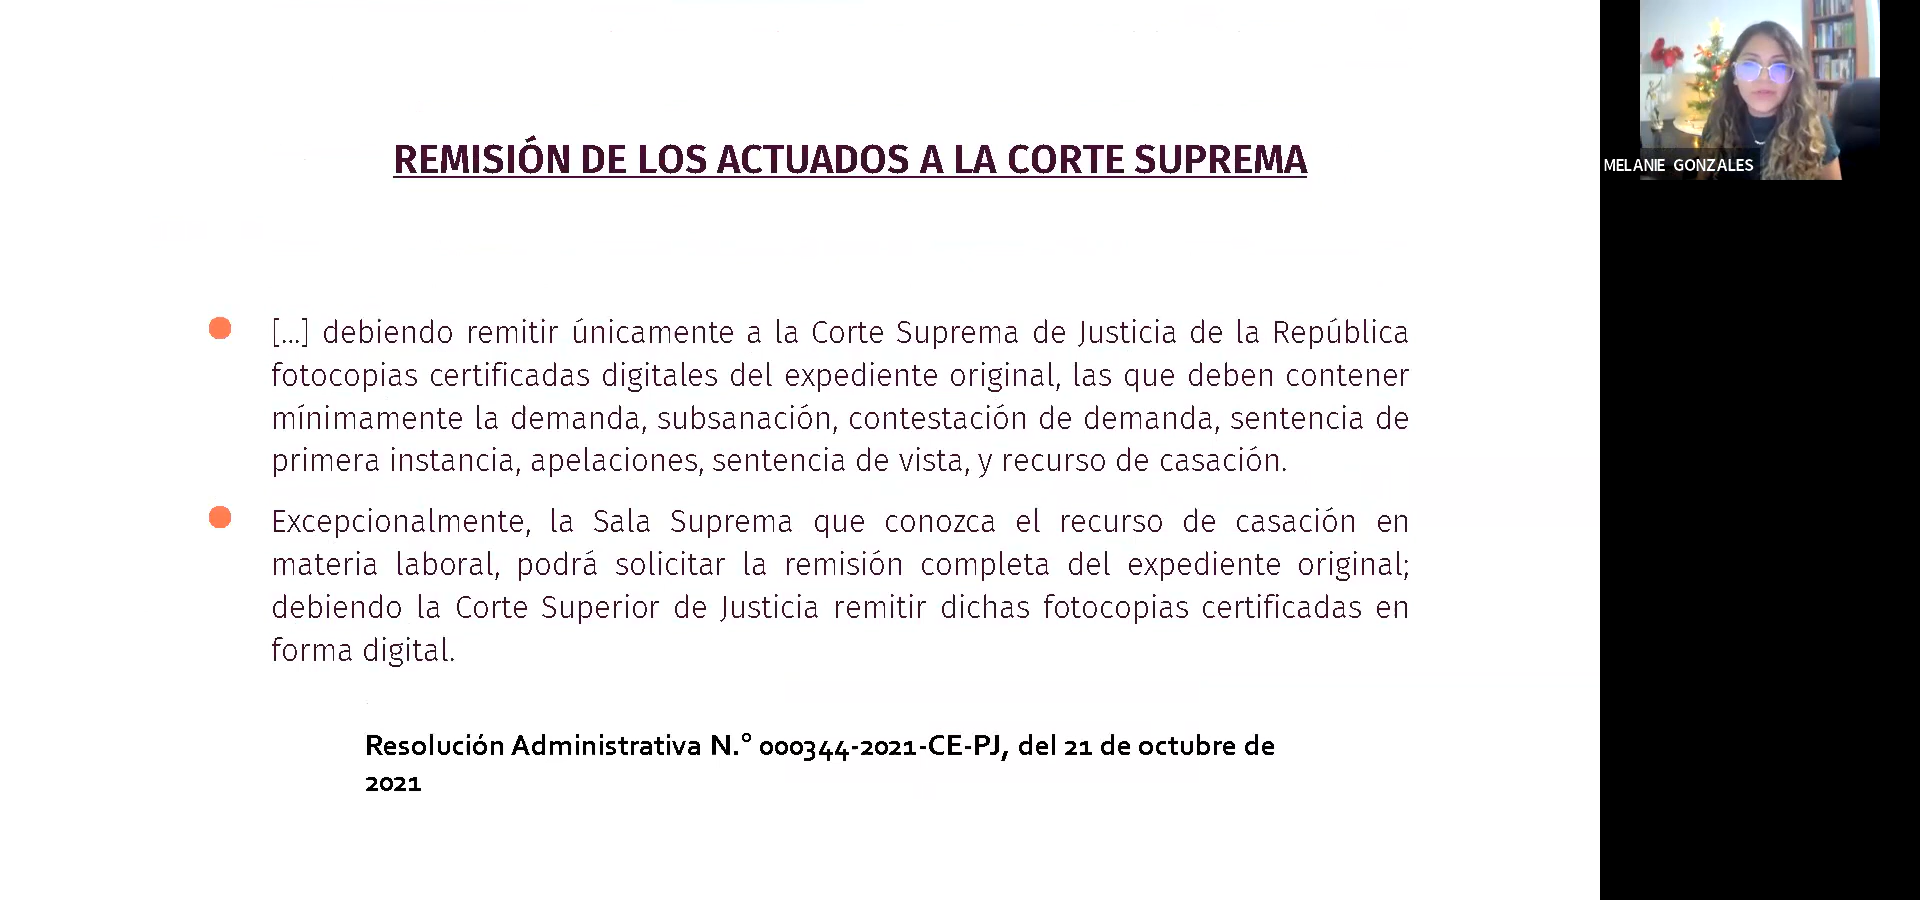 REMISIÓN DE LOS ACTUADOS A LA CORTE SUPREMA
[...] debiendo remitir únicamente a la Corte Suprema de Justicia de la República
fotocopias certificadas digitales del expediente original, las que deben contener
mínimamente la demanda, subsanación, contestación de demanda, sentencia de
primera instancia, apelaciones, sentencia de vista, y recurso de casación.
Excepcionalmente, la Sala Suprema que conozca el recurso de casación en
materia laboral, podrá solicitar la remisión completa del expediente original;
debiendo la Corte Superior de Justicia remitir dichas fotocopias certificadas en
forma digital.
Resolución Administrativa N.° 000344-2021-CE-PJ, del 21 de octubre de
2021
MELANIE GONZALES